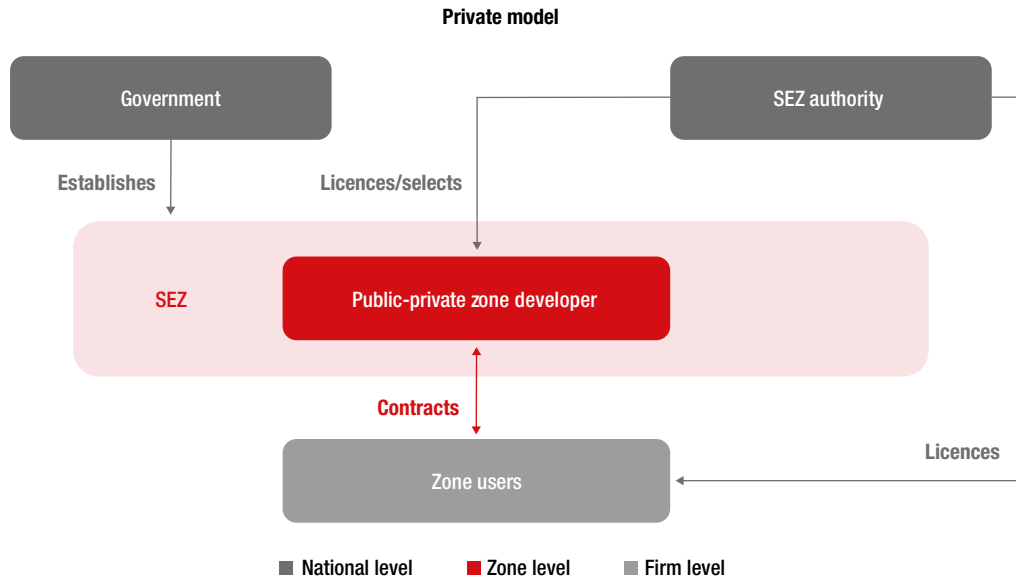 Private model
Government
SEZ authority
Establishes
Licences/selects
SEZ
Public-private zone developer
Contracts
Zone users
Licences
National level
Zone level
Firm level